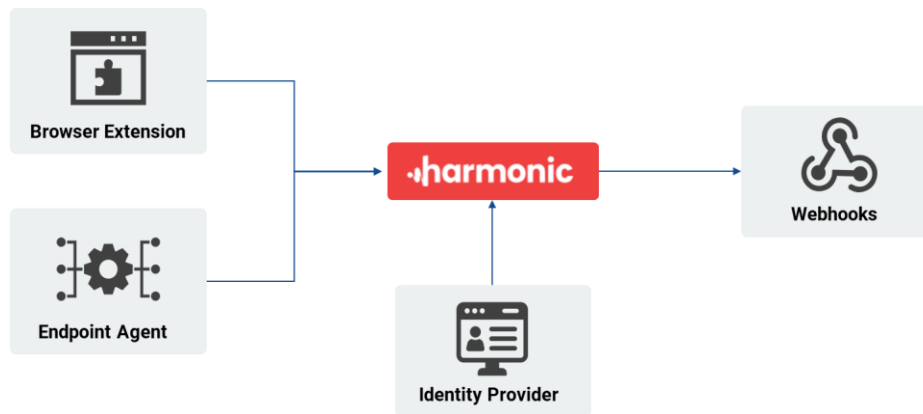 Browser Extension
harmonic
Webhooks
Endpoint Agent
Identity Provider